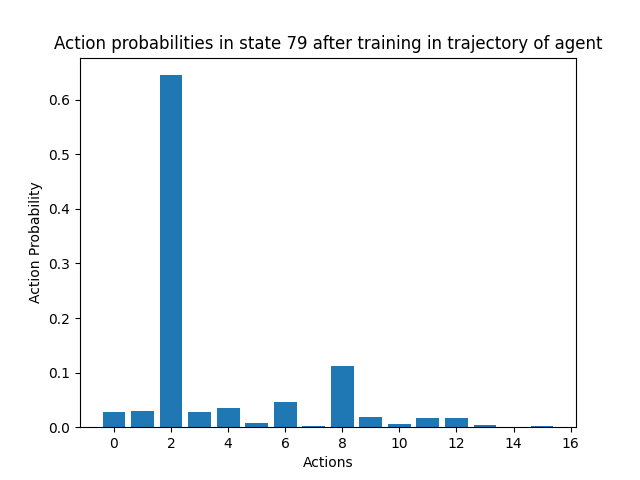 Action probabilities in state 79 after training in trajectory of agent
Action Probability
0.6
0.5
0.4
0.3
0.2
0.1
0.0
0 2 4 6 8 10 12 14 16
Actions